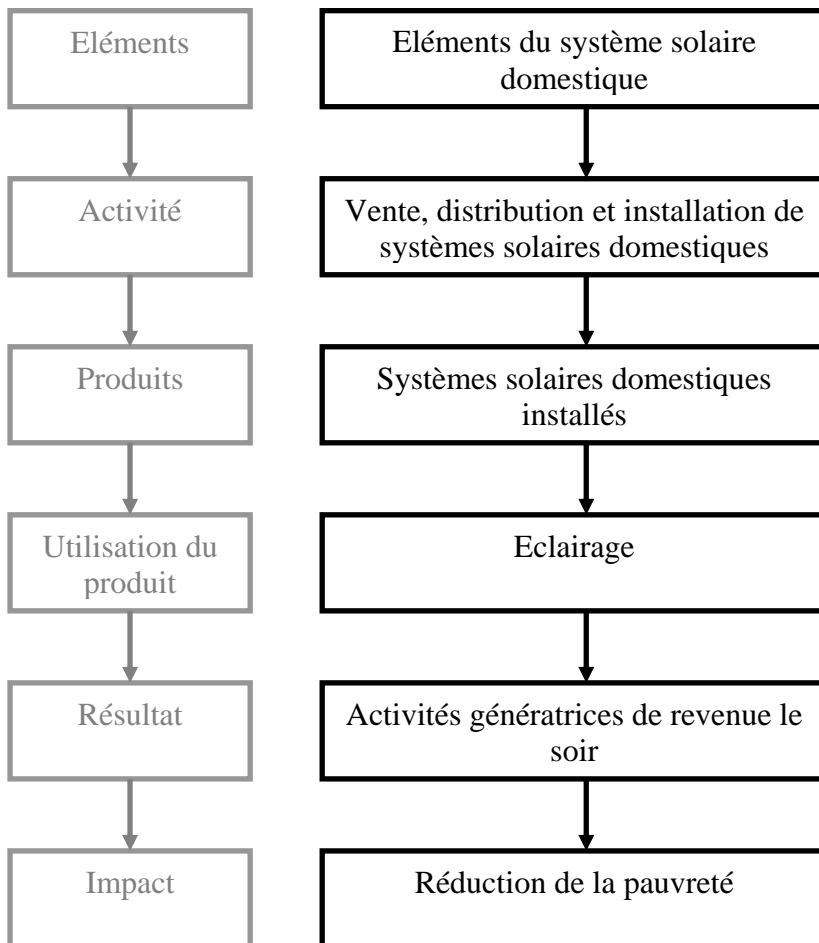 Eléments
Eléments du système solaire
domestique
Activité
Vente, distribution et installation de
systèmes solaires domestiques
Produits
Systèmes solaires domestiques
installés
Utilisation du
produit
Eclairage
Résultat
Activités génératrices de revenue le
soir
Impact
Réduction de la pauvreté